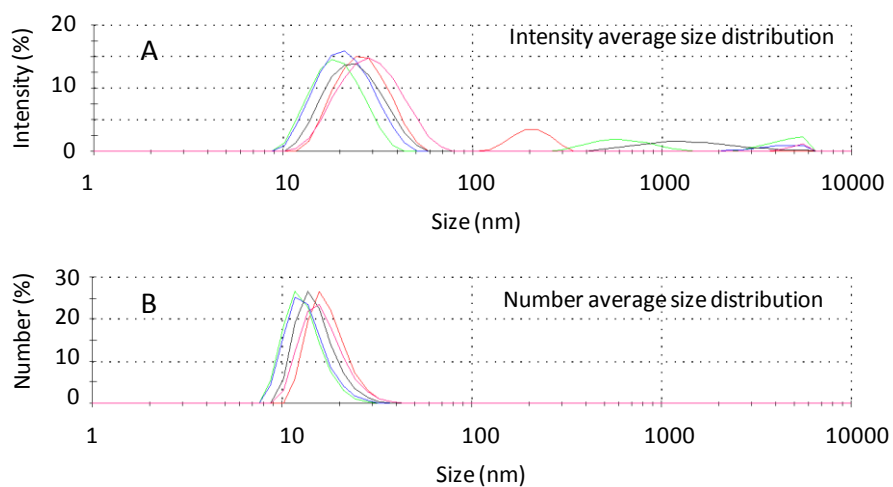 A
Intensity average size distribution
Intensity (%)
20
10
0
1 10 100 1000 10000
Size (nm)
B
Number average size distribution
Number (%)
30
20
10
0
1 10 100 1000 10000
Size (nm)